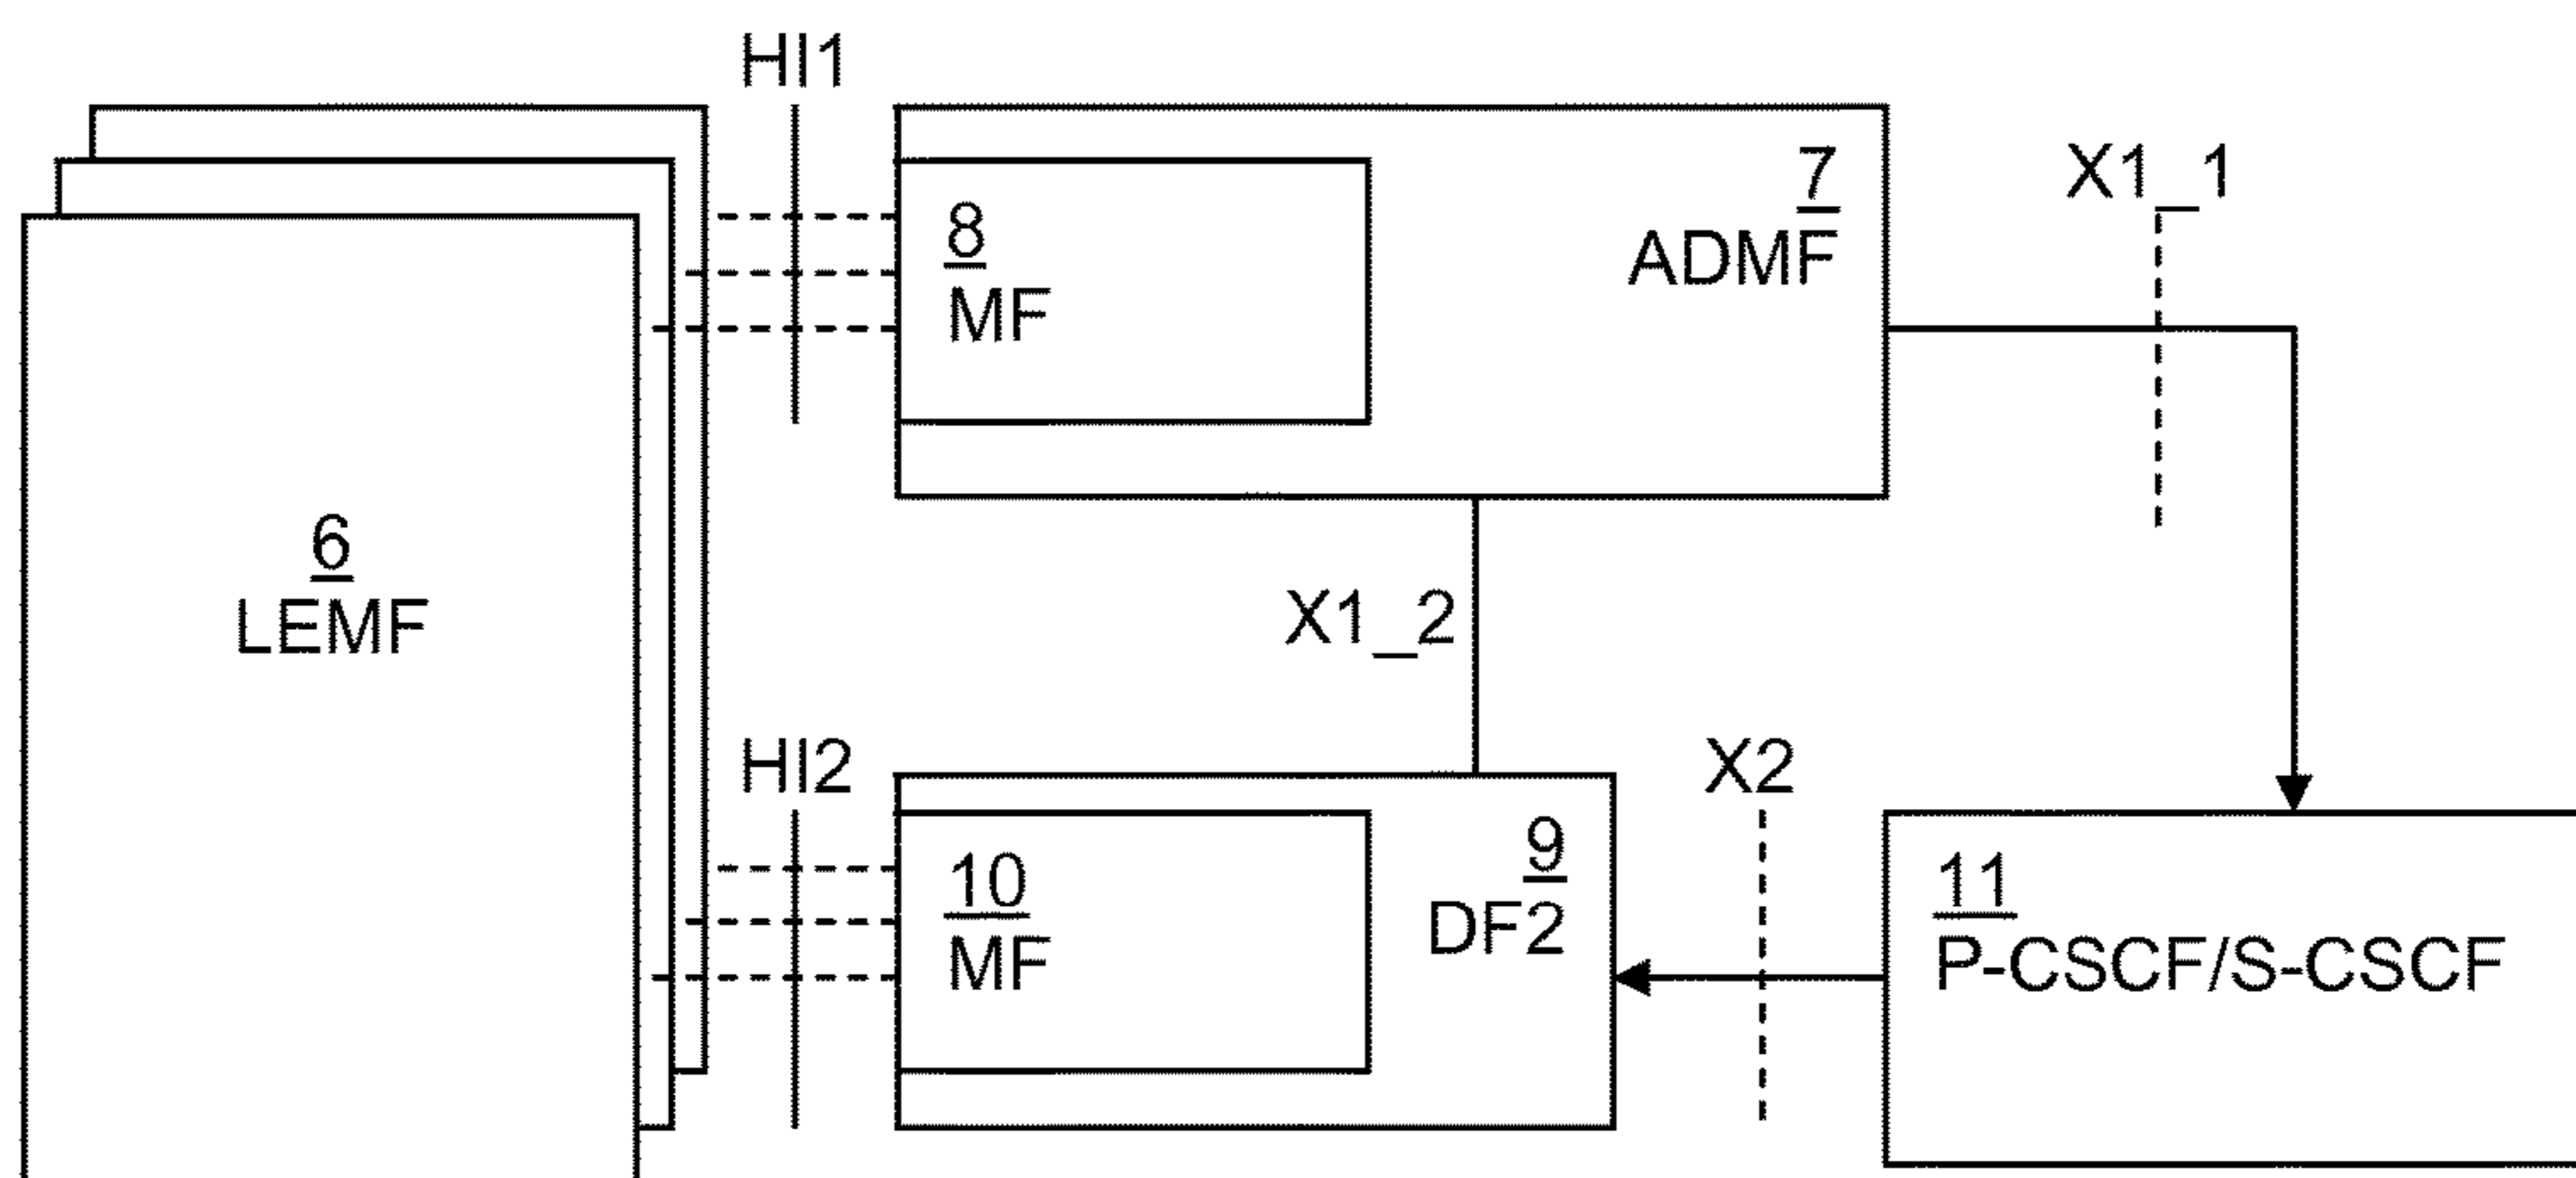 HI1
7
ADMF
X1_1
8
MF
6
LEMF
X1_2
HI2
X2
9
DF2
10
MF
11
P-CSCF/S-CSCF